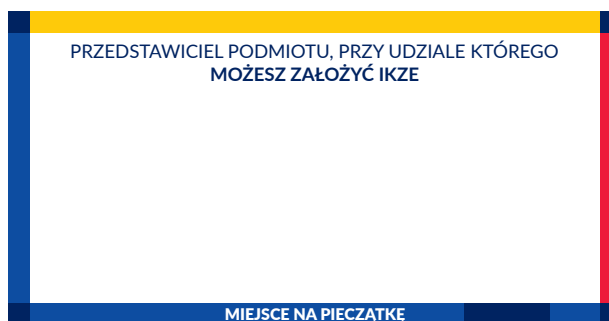 PRZEDSTAWICIEL PODMIOTU, PRZY UDZIALE KTÓREGO
MOŻESZ ZAŁOŻYĆ IKZE
MIEJSCE NA PIECZĄTKĘ